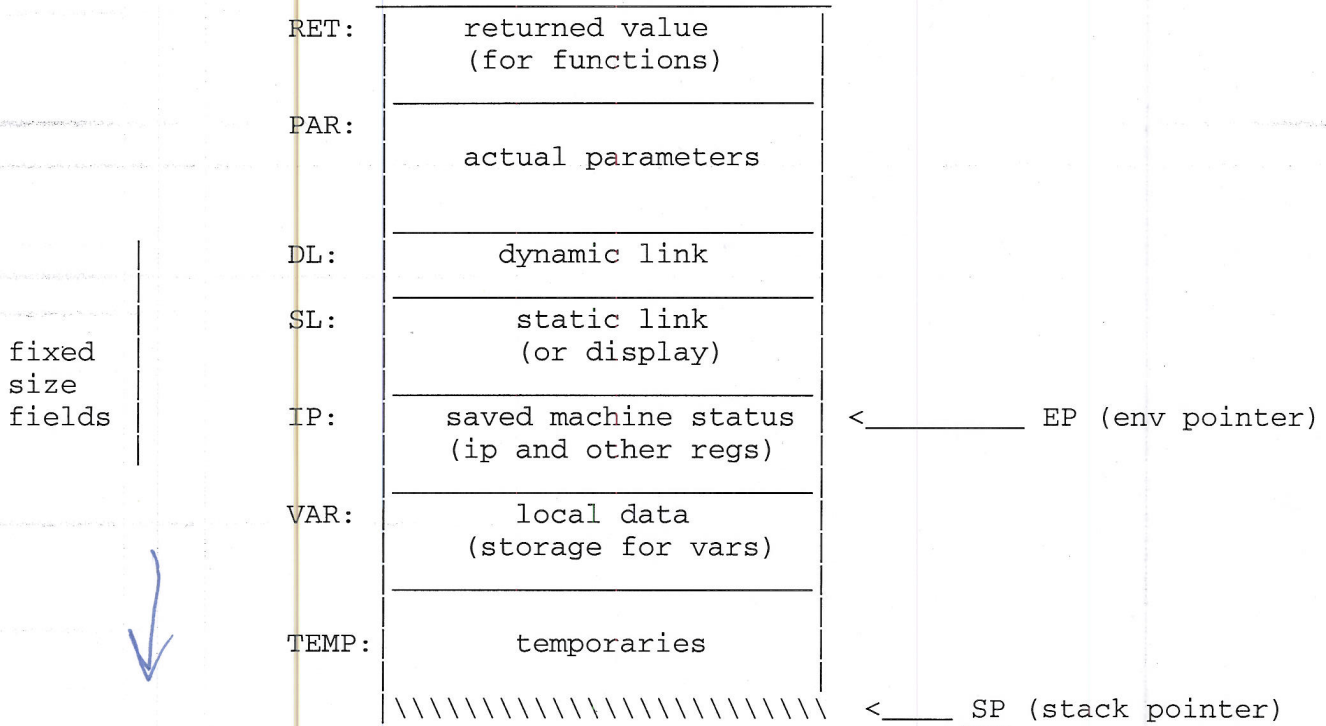 RET: returned value
(for functions)
PAR:
actual parameters
DL: dynamic link
SL: static link
fixed (or display)
size
fields IP: saved machine status <__________ EP (env pointer)
(ip and other regs)
VAR: local data
(storage for vars)
TEMP: temporaries
\\\\\\\\\\\\\\\\\\\\\\\\ <____ SP (stack pointer)